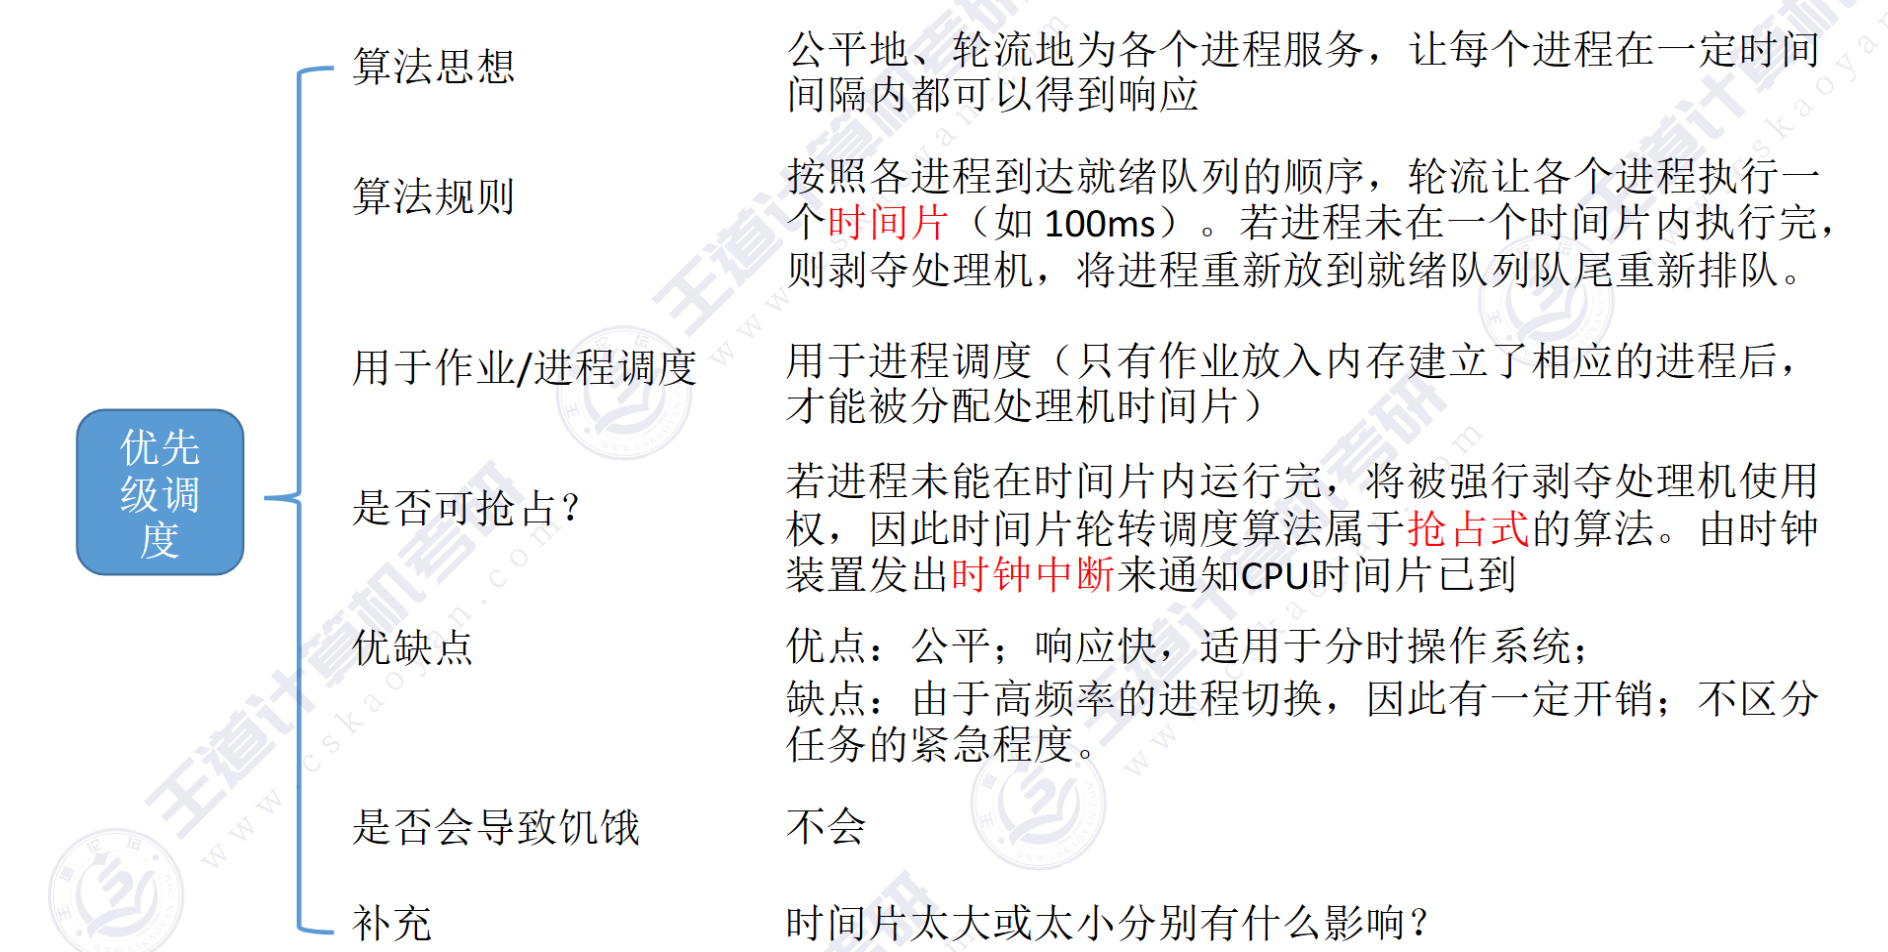 算法思想
公平地、轮流地为各个进程服务，让每个进程在一定时间
间隔内都可以得到响应
算法规则
按照各进程到达就绪队列的顺序，轮流让各个进程执行一
个时间片（如 100ms）。若进程未在一个时间片内执行完，
则剥夺处理机，将进程重新放到就绪队列队尾重新排队。
用于作业/进程调度
用于进程调度（只有作业放入内存建立了相应的进程后，
才能被分配处理机时间片）
优先
级调
度
是否可抢占？
若进程未能在时间片内运行完，将被强行剥夺处理机使用
权，因此时间片轮转调度算法属于抢占式的算法。由时钟
装置发出时钟中断来通知CPU时间片已到
优缺点
优点：公平；响应快，适用于分时操作系统；
缺点：由于高频率的进程切换，因此有一定开销；不区分
任务的紧急程度。
是否会导致饥饿
不会
补充
时间片太大或太小分别有什么影响？
王道计算机考研
www.cskaoyan.com